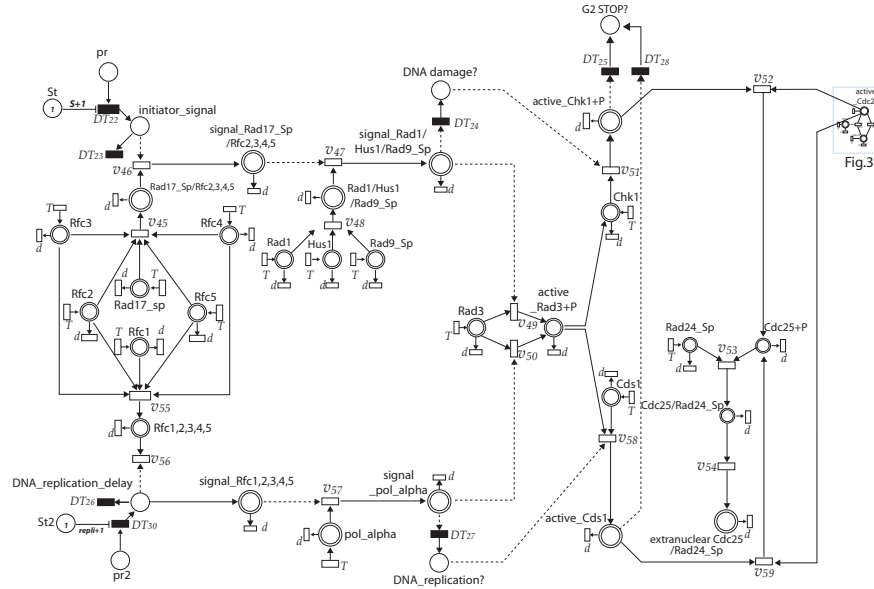 G2 STOP?
DT25
DT28
pr
St
1
S+1
DT22
initiator_signal
DT23
v46
signal_Rad17_Sp
/Rfc2,3,4,5
d
v47
DNA damage?
DT24
signal_Rad1/
Hus1/Rad9_Sp
d
active_Chk1+P
d
v52
active
Cdc2
Fig.3
v51
Rad17_Sp/Rfc2,3,4,5
d
Rad1/Hus1
/Rad9_Sp
d
v48
Chk1
T
d
T
Rfc3
d
v45
T
Rfc4
d
Rad1
T
d
Hus1
T
d
Rad9_Sp
T
d
d
T
Rad17_sp
Rfc2
T
d
Rfc5
T
d
T
d
Rfc1
Rad3
T
d
v49
v50
active
_Rad3+P
d
Rad24_Sp
T
d
v53
Cdc25+P
d
v55
d
Cds1
T
Cdc25/Rad24_Sp
d
d
Rfc1,2,3,4,5
v56
v58
v54
DNA_replication_delay
DT26
signal_Rfc1,2,3,4,5
d
v57
signal
_pol_alpha
d
St2
1
repli+1
DT30
pol_alpha
d
T
DT27
active_Cds1
d
d
extranuclear Cdc25
/Rad24_Sp
v59
pr2
DNA_replication?